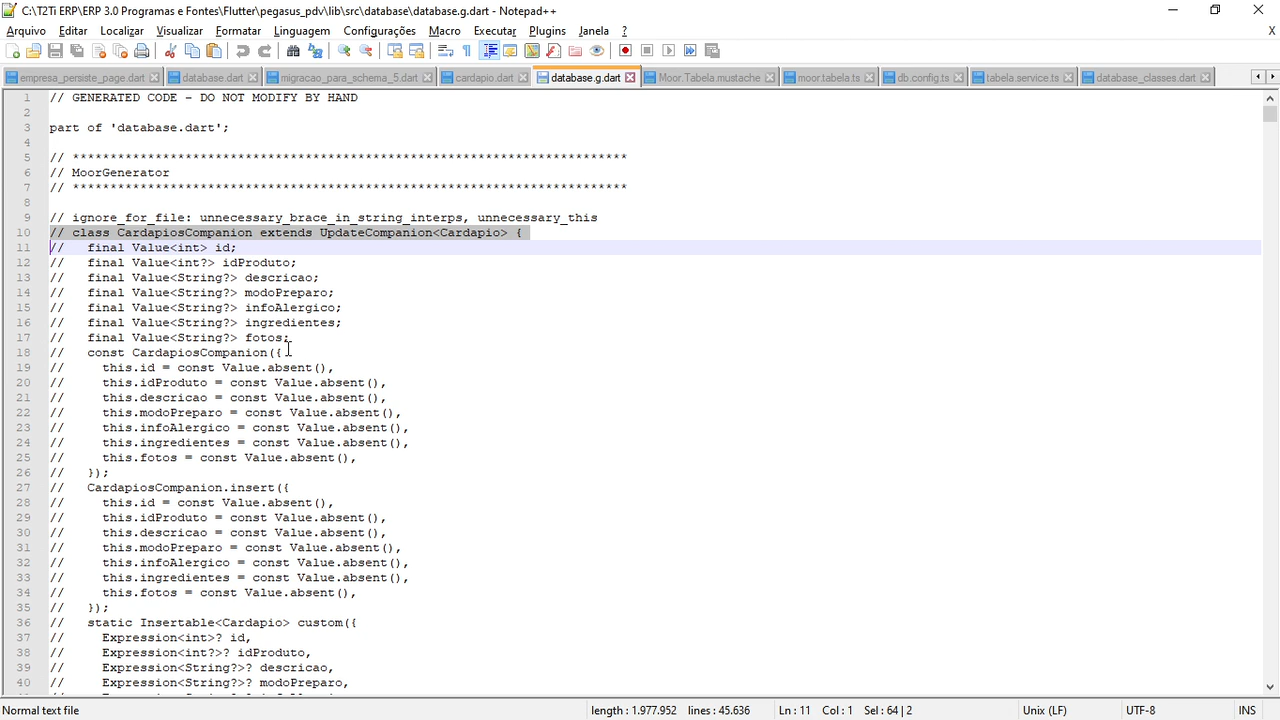 C:\T2Ti ERP\ERP 3.0 Programas e Fontes\Flutter\pegasus_pdv\lib\src\database\database.g.dart - Notepad++
Arquivo Editar Localizar Visualizar Formatar Linguagem Configurações Macro Executar Plugins Janela ? X
empresa_persiste_page.dart database.dart migracao_para_schema_5.dart cardapio.dart database.g.dart Moor.Tabela.mustache moor.tabela.ts db.config.ts tabela.service.ts database_classes.dart
1 // GENERATED CODE - DO NOT MODIFY BY HAND
2
3 part of 'database.dart';
4
5 // **************************************************************************
6 // MoorGenerator
7 // **************************************************************************
8
9 // ignore_for_file: unnecessary_brace_in_string_interps, unnecessary_this
10 // class CardapiosCompanion extends UpdateCompanion<Cardapio> {
11 //   final Value<int> id;
12 //   final Value<int?> idProduto;
13 //   final Value<String?> descricao;
14 //   final Value<String?> modoPreparo;
15 //   final Value<String?> infoAlergico;
16 //   final Value<String?> ingredientes;
17 //   final Value<String?> fotos;
18 //   const CardapiosCompanion({
19 //     this.id = const Value.absent(),
20 //     this.idProduto = const Value.absent(),
21 //     this.descricao = const Value.absent(),
22 //     this.modoPreparo = const Value.absent(),
23 //     this.infoAlergico = const Value.absent(),
24 //     this.ingredientes = const Value.absent(),
25 //     this.fotos = const Value.absent(),
26 //   });
27 //   CardapiosCompanion.insert({
28 //     this.id = const Value.absent(),
29 //     this.idProduto = const Value.absent(),
30 //     this.descricao = const Value.absent(),
31 //     this.modoPreparo = const Value.absent(),
32 //     this.infoAlergico = const Value.absent(),
33 //     this.ingredientes = const Value.absent(),
34 //     this.fotos = const Value.absent(),
35 //   });
36 //   static Insertable<Cardapio> custom({
37 //     Expression<int>? id,
38 //     Expression<int?>? idProduto,
39 //     Expression<String?>? descricao,
40 //     Expression<String?>? modoPreparo,
Normal text file length : 1.977.952 lines : 45.636 Ln : 11 Col : 1 Sel : 64 | 2 Unix (LF) UTF-8 INS